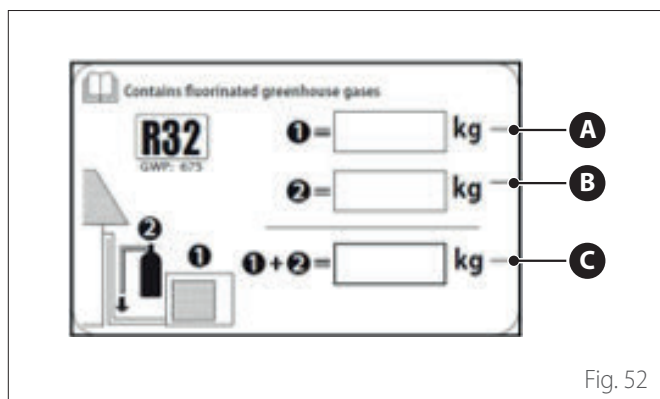 Contains fluorinated greenhouse gases
R32
GWP: 675
❶= kg A
❷= kg B
❶+❷= kg C
❷
❶
Fig. 52